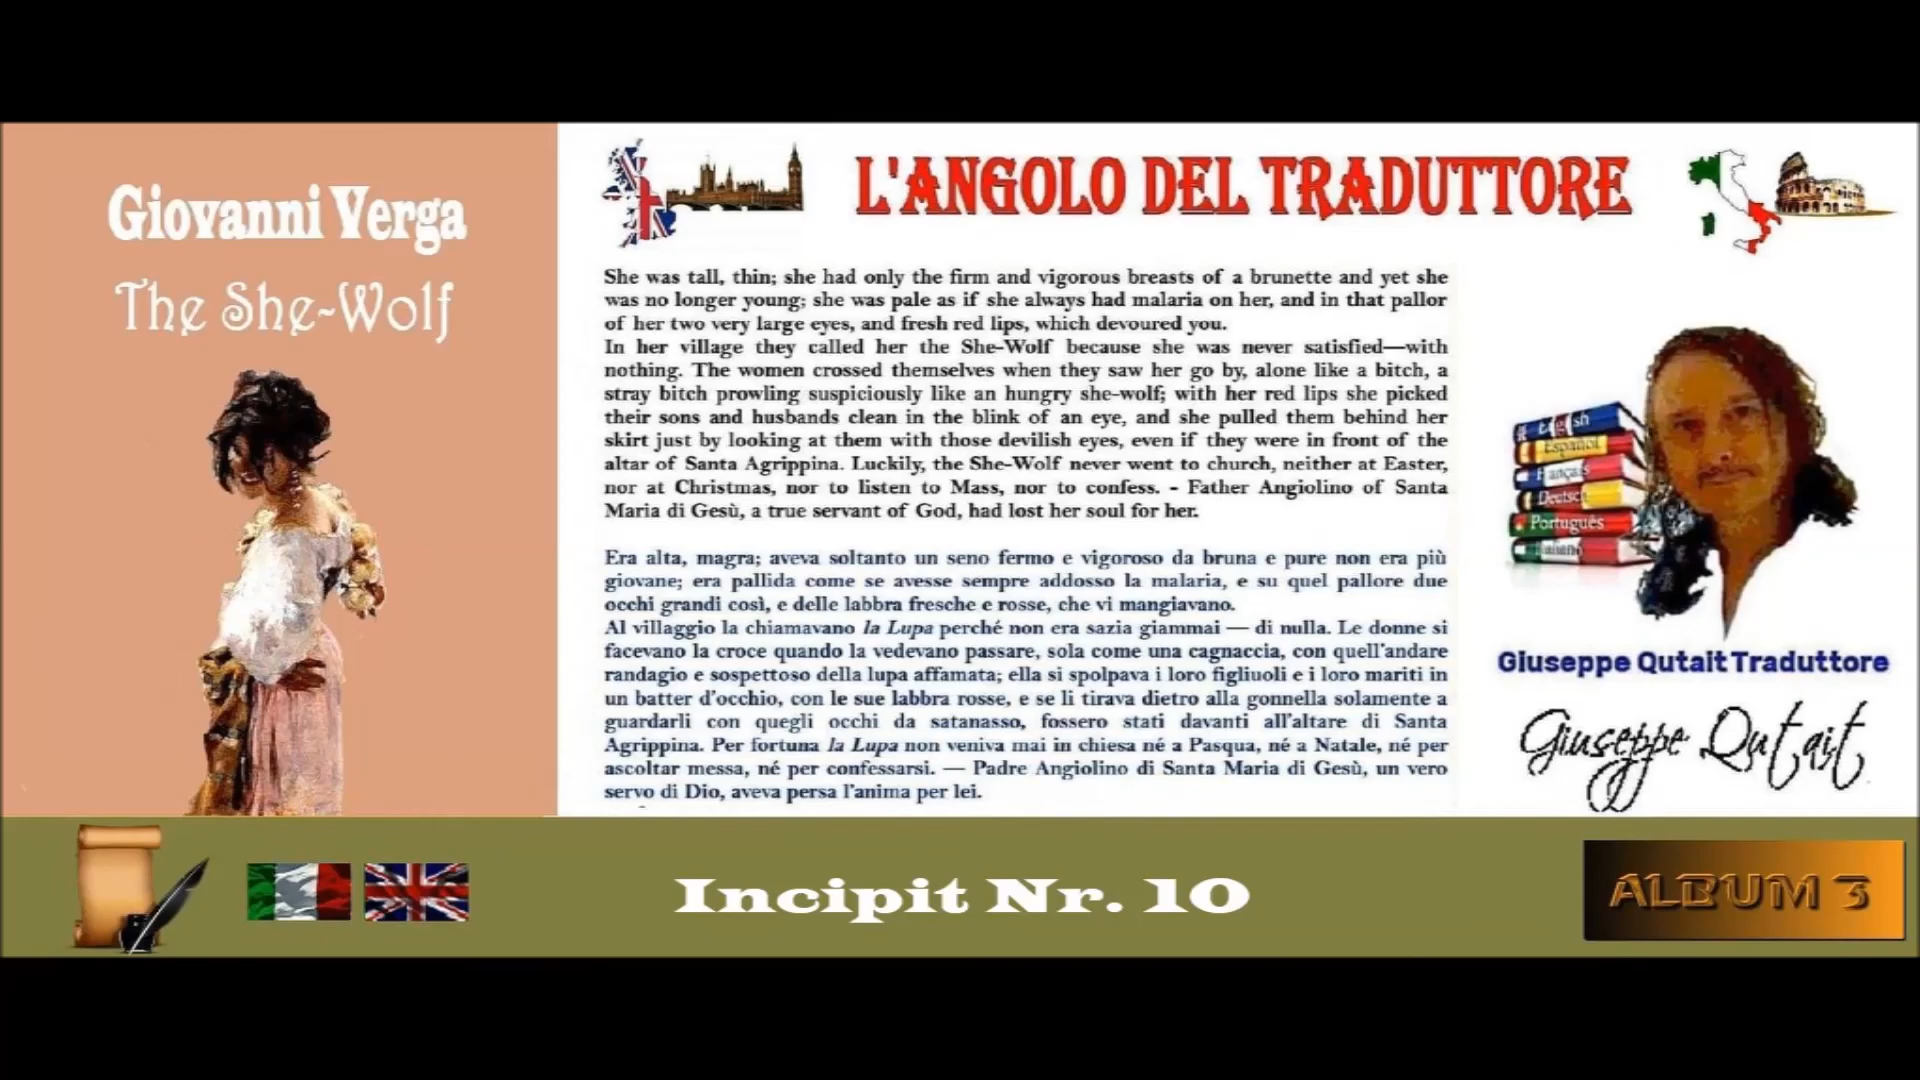 Giovanni Verga
The She-Wolf
L'ANGOLO DEL TRADUTTORE
She was tall, thin; she had only the firm and vigorous breasts of a brunette and yet she
was no longer young; she was pale as if she always had malaria on her, and in that pallor
of her two very large eyes, and fresh red lips, which devoured you.
In her village they called her the She-Wolf because she was never satisfied—with
nothing. The women crossed themselves when they saw her go by, alone like a bitch, a
stray bitch prowling suspiciously like an hungry she-wolf; with her red lips she picked
their sons and husbands clean in the blink of an eye, and she pulled them behind her
skirt just by looking at them with those devilish eyes, even if they were in front of the
altar of Santa Agrippina. Luckily, the She-Wolf never went to church, neither at Easter,
nor at Christmas, nor to listen to Mass, nor to confess. - Father Angiolino of Santa
Maria di Gesù, a true servant of God, had lost her soul for her.
Era alta, magra; aveva soltanto un seno fermo e vigoroso da bruna e pure non era più
giovane; era pallida come se avesse sempre addosso la malaria, e su quel pallore due
occhi grandi così, e delle labbra fresche e rosse, che vi mangiavano.
Al villaggio la chiamavano la Lupa perché non era sazia giammai — di nulla. Le donne si
facevano la croce quando la vedevano passare, sola come una cagnaccia, con quell'andare
randagio e sospettoso della lupa affamata; ella si spolpava i loro figliuoli e i loro mariti in
un batter d'occhio, con le sue labbra rosse, e se li tirava dietro alla gonnella solamente a
guardarli con quegli occhi da satanasso, fossero stati davanti all'altare di Santa
Agrippina. Per fortuna la Lupa non veniva mai in chiesa né a Pasqua, né a Natale, né per
ascoltar messa, né per confessarsi. — Padre Angiolino di Santa Maria di Gesù, un vero
servo di Dio, aveva persa l'anima per lei.
English
Español
Français
Deutsch
Português
Italiano
Giuseppe Qutait Traduttore
Giuseppe Qutait
Incipit Nr. 10
ALBUM 3